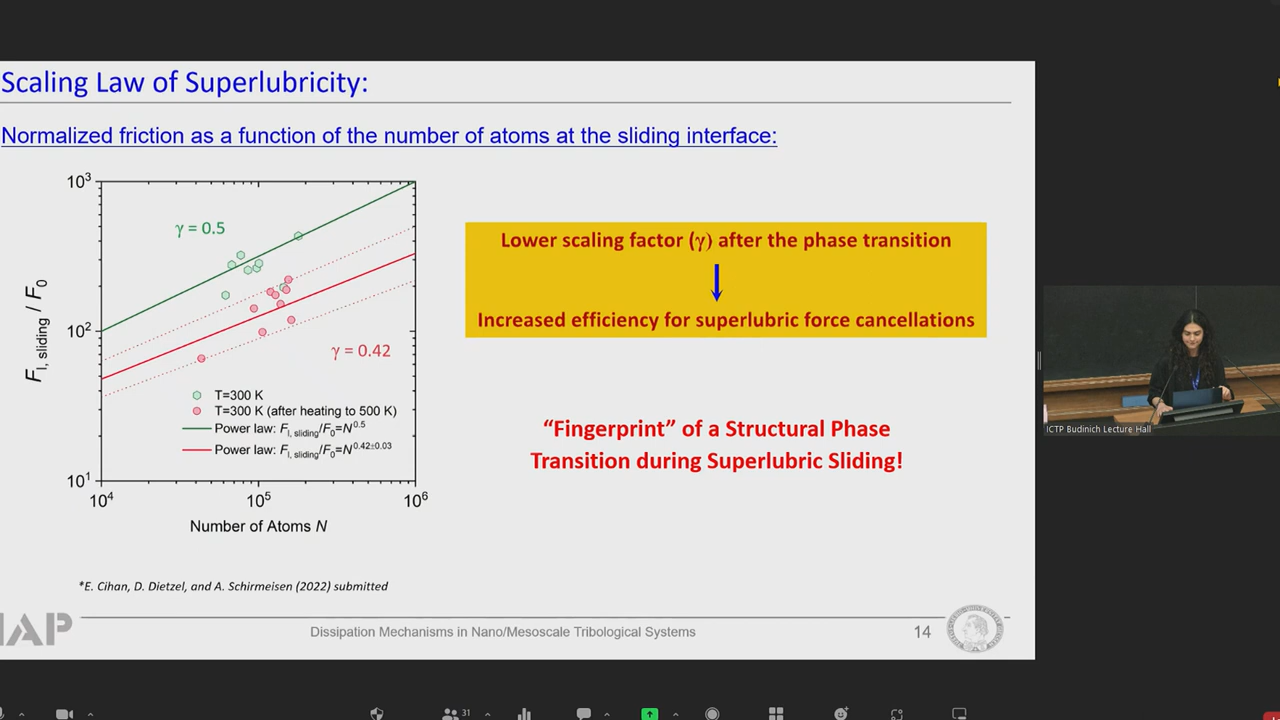 Scaling Law of Superlubricity:
Normalized friction as a function of the number of atoms at the sliding interface:
10³
10²
10¹
F_l, sliding / F_0
γ = 0.5
γ = 0.42
T=300 K
T=300 K (after heating to 500 K)
Power law: F_l, sliding/F_0=N^0.5
Power law: F_l, sliding/F_0=N^0.42±0.03
10⁴ 10⁵ 10⁶
Number of Atoms N
Lower scaling factor (γ) after the phase transition
Increased efficiency for superlubric force cancellations
“Fingerprint” of a Structural Phase
Transition during Superlubric Sliding!
*E. Cihan, D. Dietzel, and A. Schirmeisen (2022) submitted
IAP
Dissipation Mechanisms in Nano/Mesoscale Tribological Systems
14
ICTP Budinich Lecture Hall
31